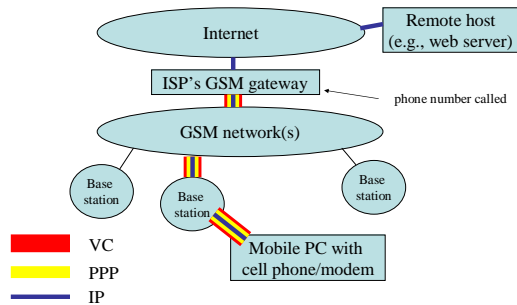 Internet
Remote host
(e.g., web server)
ISP's GSM gateway
phone number called
GSM network(s)
Base
station
Base
station
Base
station
Mobile PC with
cell phone/modem
VC
PPP
IP